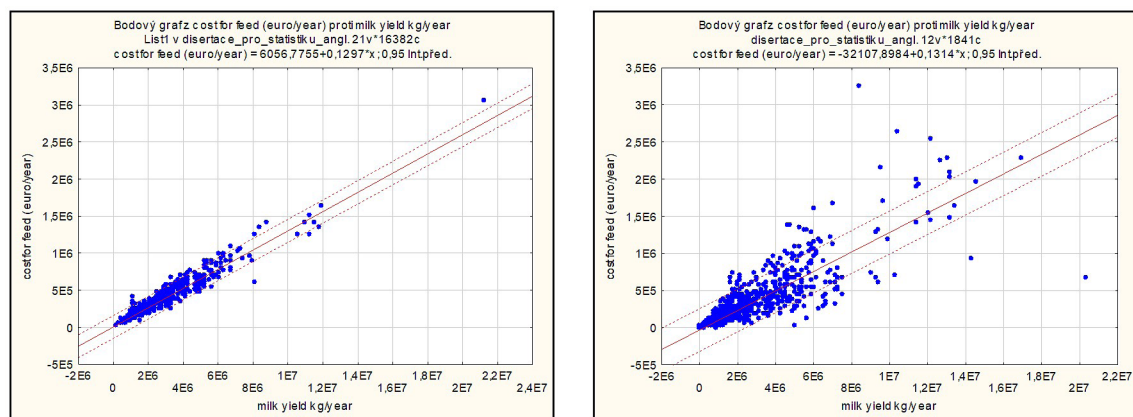 Bodový graf z cost for feed (euro/year) proti milk yield kg/year
List1 v disertace_pro_statistiku_angl. 21v*16382c
cost for feed (euro/year) = 6056,7755+0,1297*x; 0,95 Int.před.
3,5E6
3E6
2,5E6
2E6
1,5E6
1E6
5E5
0
-5E5
cost for feed (euro/year)
-2E6 2E6 6E6 1E7 1,4E7 1,8E7 2,2E7
0 4E6 8E6 1,2E7 1,6E7 2E7
milk yield kg/year
Bodový graf z cost for feed (euro/year) proti milk yield kg/year
disertace_pro_statistiku_angl. 12v*1841c
cost for feed (euro/year) = -32107,8984+0,1314*x; 0,95 Int.před.
3,5E6
3E6
2,5E6
2E6
1,5E6
1E6
5E5
0
-5E5
cost for feed (euro/year)
-2E6 2E6 6E6 1E7 1,4E7 1,8E7 2,2E7
0 4E6 8E6 1,2E7 1,6E7 2E7
milk yield kg/year